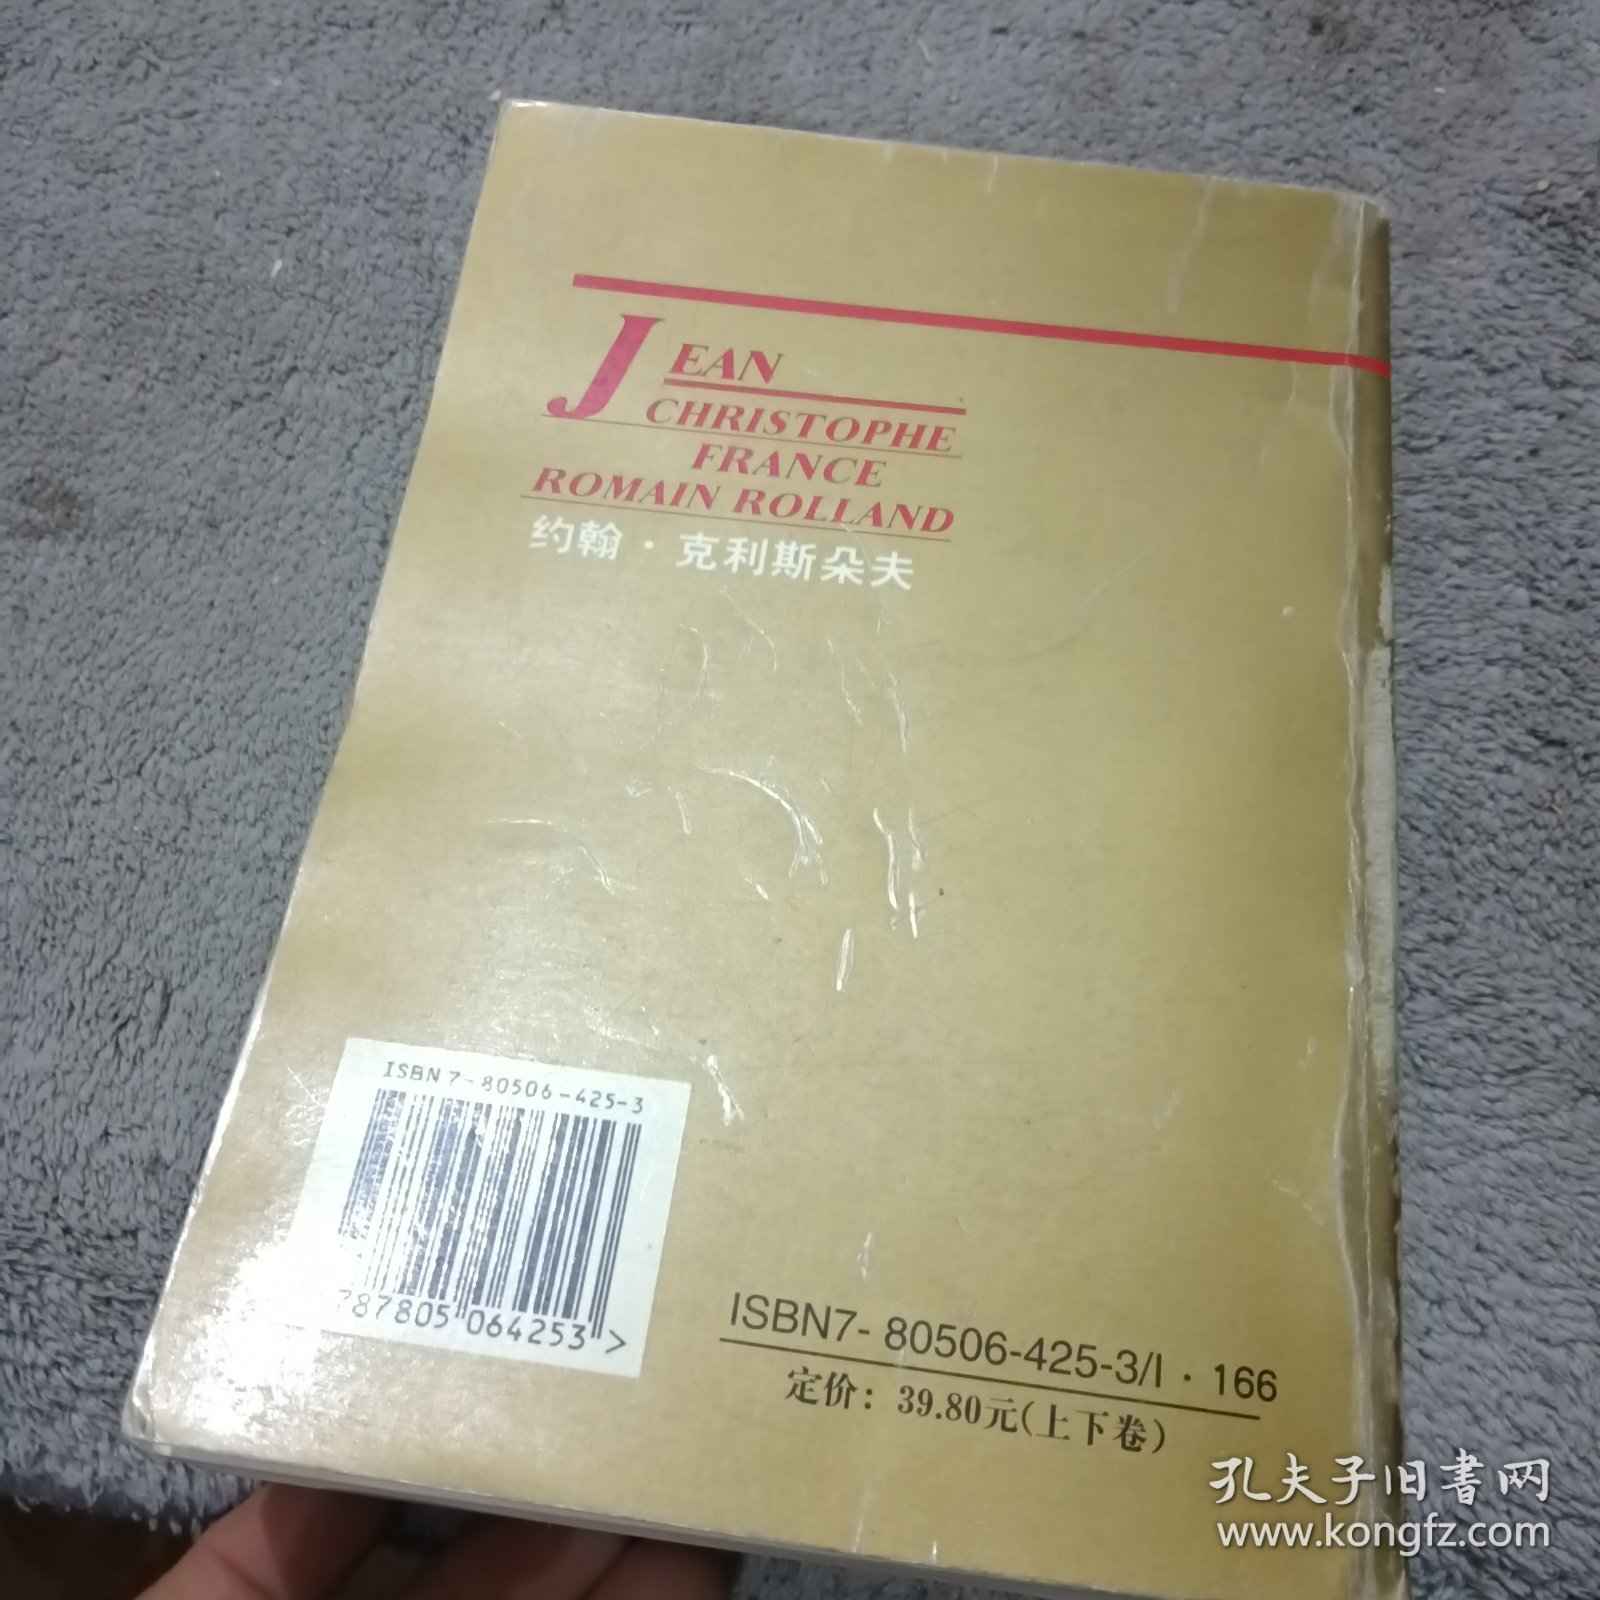 JEAN
CHRISTOPHE
FRANCE
ROMAIN ROLLAND
约翰·克利斯朵夫
ISBN 7-80506-425-3
787805 064253 >
ISBN7-80506-425-3/I·166
定价：39.80元(上下卷)
孔夫子旧书网
www.kongfz.com